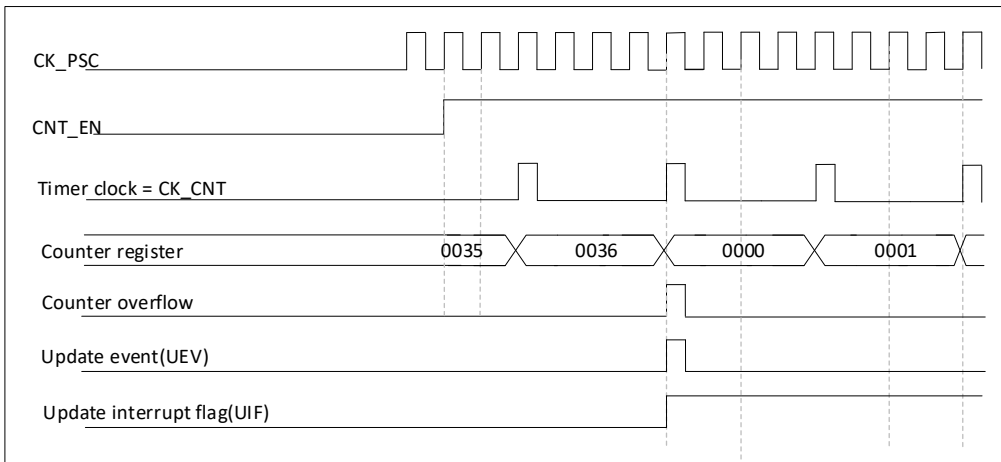 CK_PSC
CNT_EN
Timer clock = CK_CNT
Counter register 0035 0036 0000 0001
Counter overflow
Update event(UEV)
Update interrupt flag(UIF)